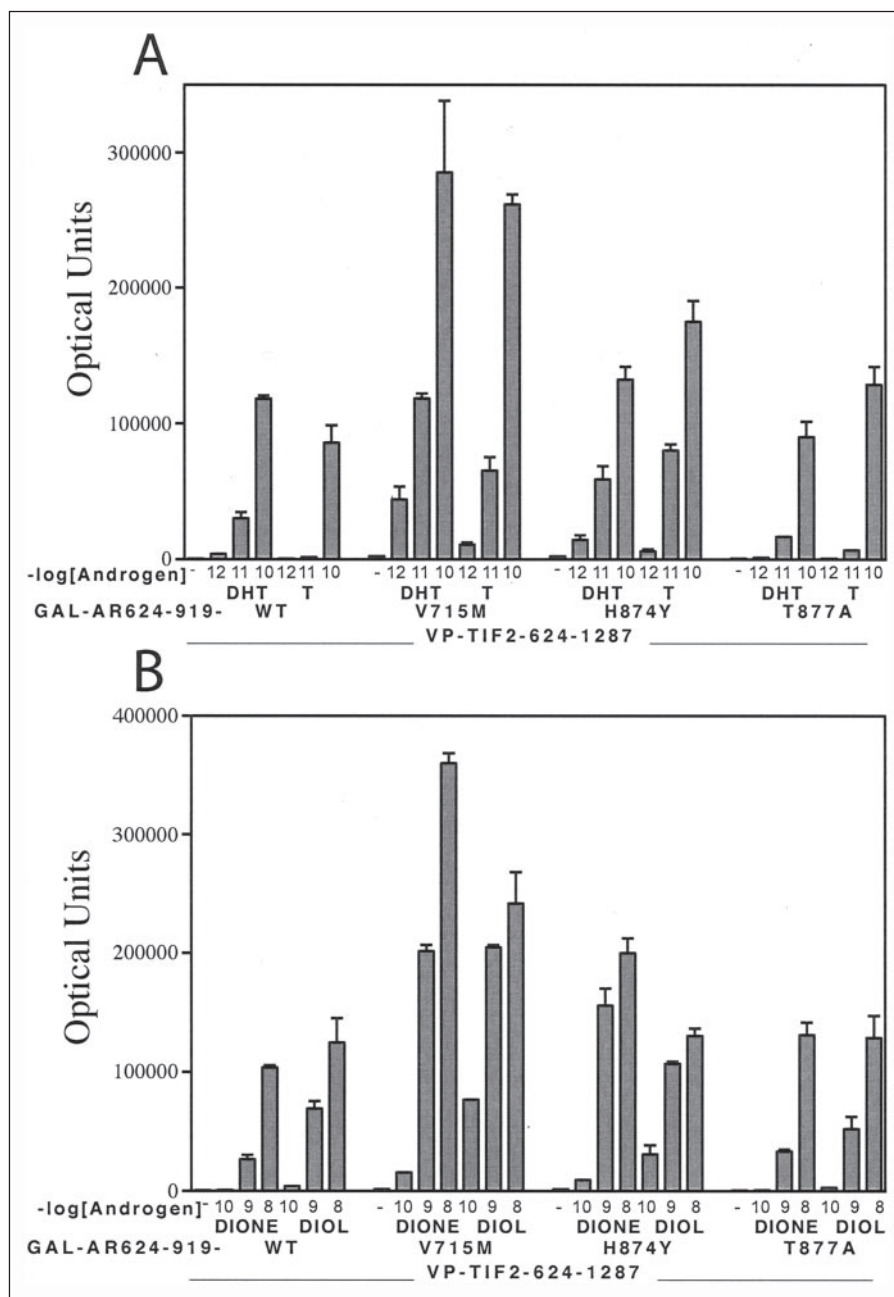 A
Optical Units
300000
200000
100000
0
-log[Androgen] - 12 11 10 12 11 10 - 12 11 10 12 11 10 - 12 11 10 12 11 10 - 12 11 10 12 11 10
DHT T DHT T DHT T DHT T
GAL-AR624-919- WT V715M H874Y T877A
VP-TIF2-624-1287
B
Optical Units
400000
300000
200000
100000
0
-log[Androgen] - 10 9 8 10 9 8 - 10 9 8 10 9 8 - 10 9 8 10 9 8 - 10 9 8 10 9 8
DIONE DIOL DIONE DIOL DIONE DIOL DIONE DIOL
GAL-AR624-919- WT V715M H874Y T877A
VP-TIF2-624-1287